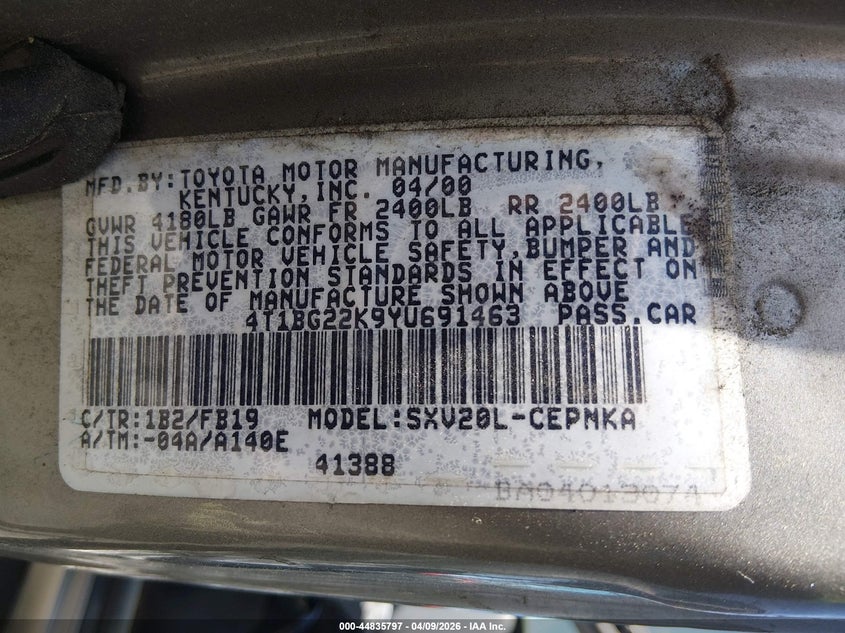 MFD.BY:TOYOTA MOTOR MANUFACTURING,
KENTUCKY,INC. 04/00
GVWR 4180LB GAWR FR 2400LB RR 2400LB
THIS VEHICLE CONFORMS TO ALL APPLICABLE
FEDERAL MOTOR VEHICLE SAFETY,BUMPER AND
THEFT PREVENTION STANDARDS IN EFFECT ON
THE DATE OF MANUFACTURE SHOWN ABOVE
4T1BG22K9YU691463 PASS.CAR
C/TR:1B2/FB19 MODEL:SXV20L-CEPNKA
A/TM:-04A/A140E
41388
000-44835797 - 04/09/2026 - IAA Inc.